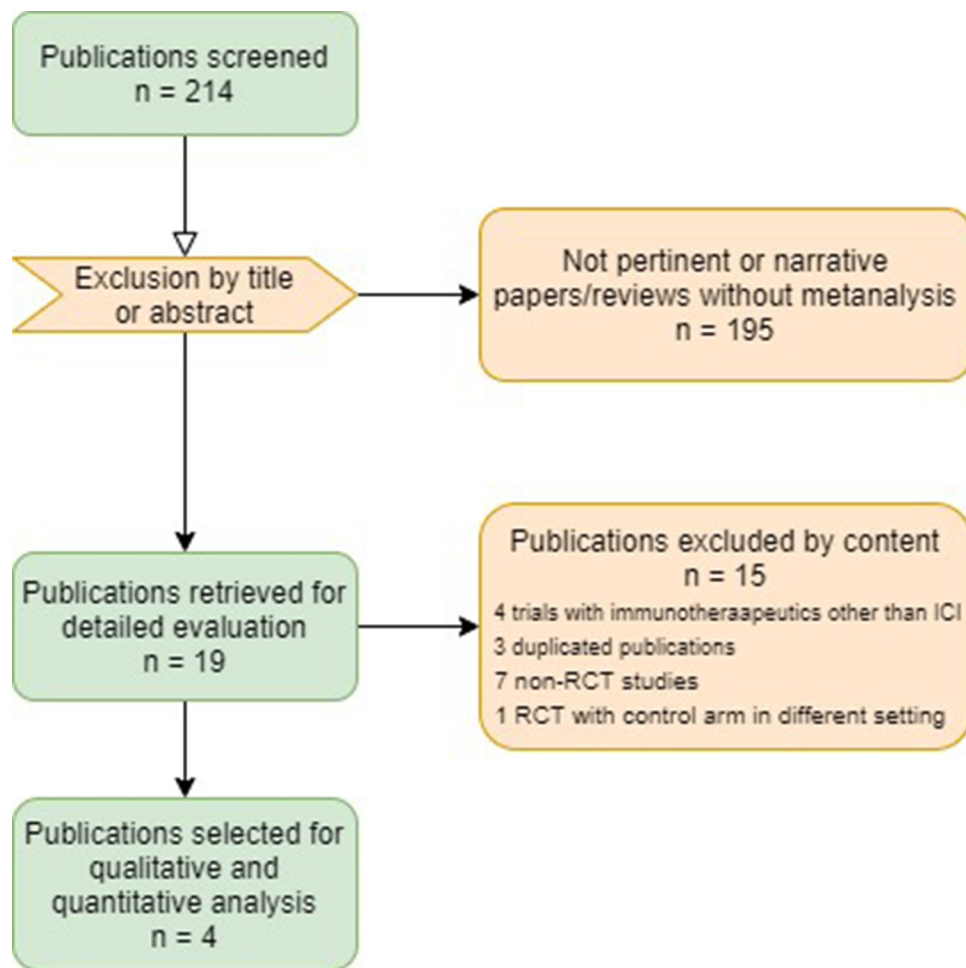 Publications screened
n = 214
Exclusion by title
or abstract
Not pertinent or narrative
papers/reviews without metanalysis
n = 195
Publications retrieved for
detailed evaluation
n = 19
Publications excluded by content
n = 15
4 trials with immunotheraapeutics other than ICI
3 duplicated publications
7 non-RCT studies
1 RCT with control arm in different setting
Publications selected for
qualitative and
quantitative analysis
n = 4